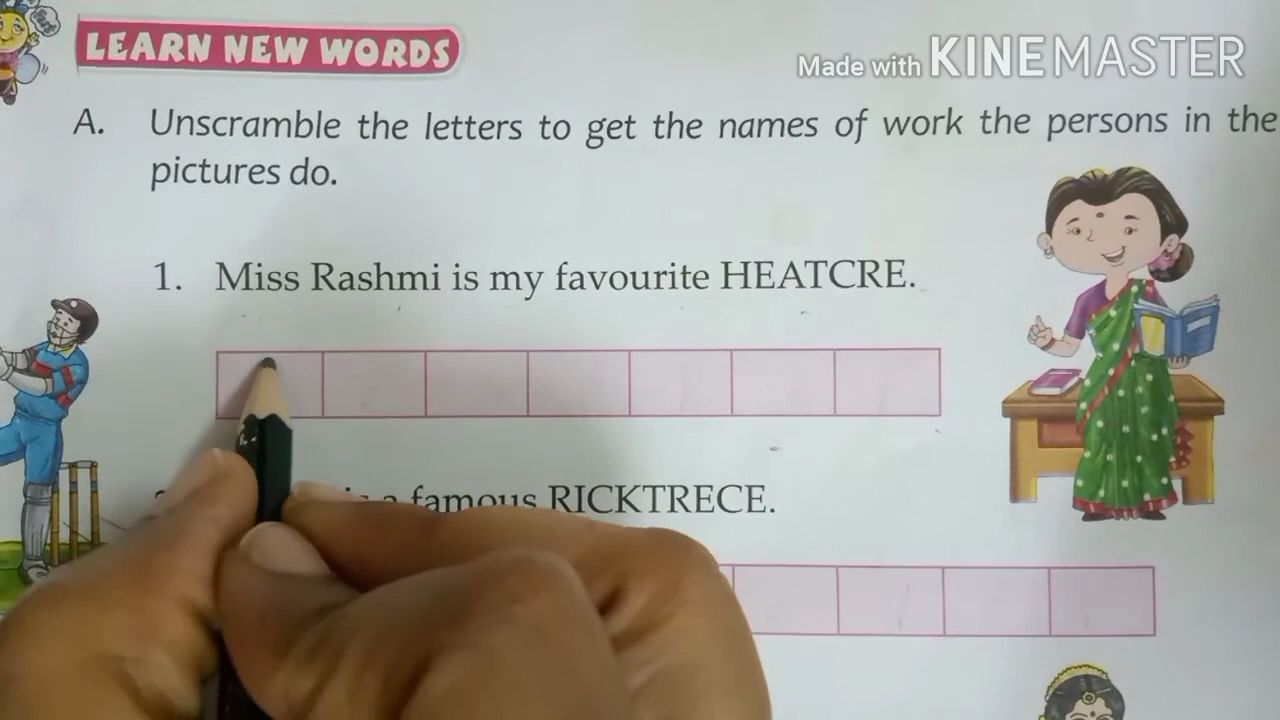 LEARN NEW WORDS
Made with KINEMASTER
A. Unscramble the letters to get the names of work the persons in the
pictures do.
1. Miss Rashmi is my favourite HEATCRE.
a famous RICKTRECE.